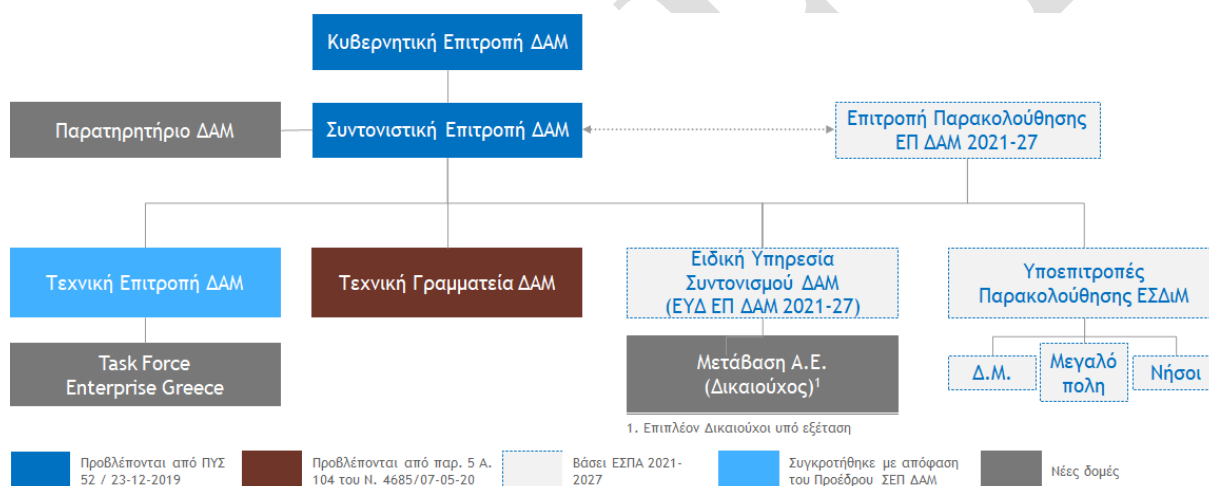 Κυβερνητική Επιτροπή ΔΑΜ
Παρατηρητήριο ΔΑΜ
Συντονιστική Επιτροπή ΔΑΜ
Επιτροπή Παρακολούθησης
ΕΠ ΔΑΜ 2021-27
Τεχνική Επιτροπή ΔΑΜ
Τεχνική Γραμματεία ΔΑΜ
Ειδική Υπηρεσία
Συντονισμού ΔΑΜ
(ΕΥΔ ΕΠ ΔΑΜ 2021-27)
Υποεπιτροπές
Παρακολούθησης ΕΣΔιΜ
Task Force
Enterprise Greece
Μετάβαση Α.Ε.
(Δικαιούχος)¹
Δ.Μ.
Μεγαλό
πολη
Νήσοι
1. Επιπλέον Δικαιούχοι υπό εξέταση
Προβλέπονται από ΠΥΣ
52 / 23-12-2019
Προβλέπονται από παρ. 5 Α.
104 του Ν. 4685/07-05-20
Βάσει ΕΣΠΑ 2021-
2027
Συγκροτήθηκε με απόφαση
του Προέδρου ΣΕΠ ΔΑΜ
Νέες δομές